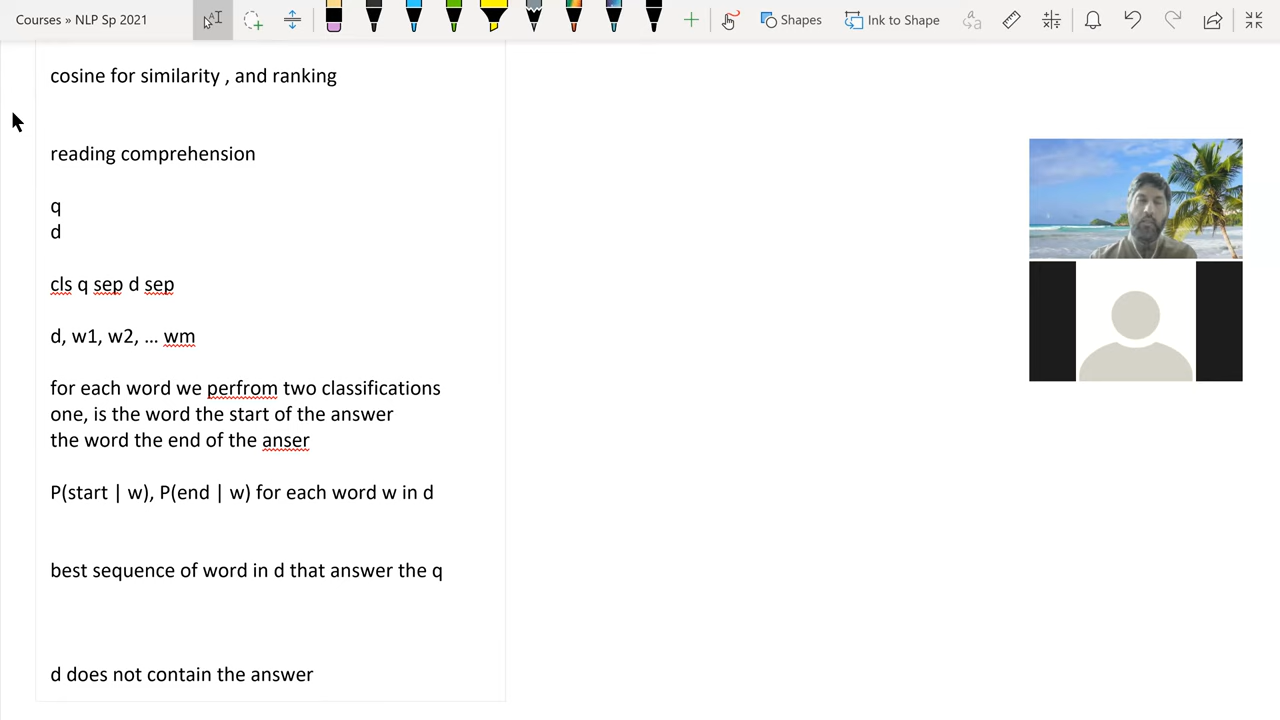 Courses » NLP Sp 2021
Shapes
Ink to Shape
cosine for similarity , and ranking
reading comprehension
q
d
cls q sep d sep
d, w1, w2, ... wm
for each word we perfrom two classifications
one, is the word the start of the answer
the word the end of the anser
P(start | w), P(end | w) for each word w in d
best sequence of word in d that answer the q
d does not contain the answer